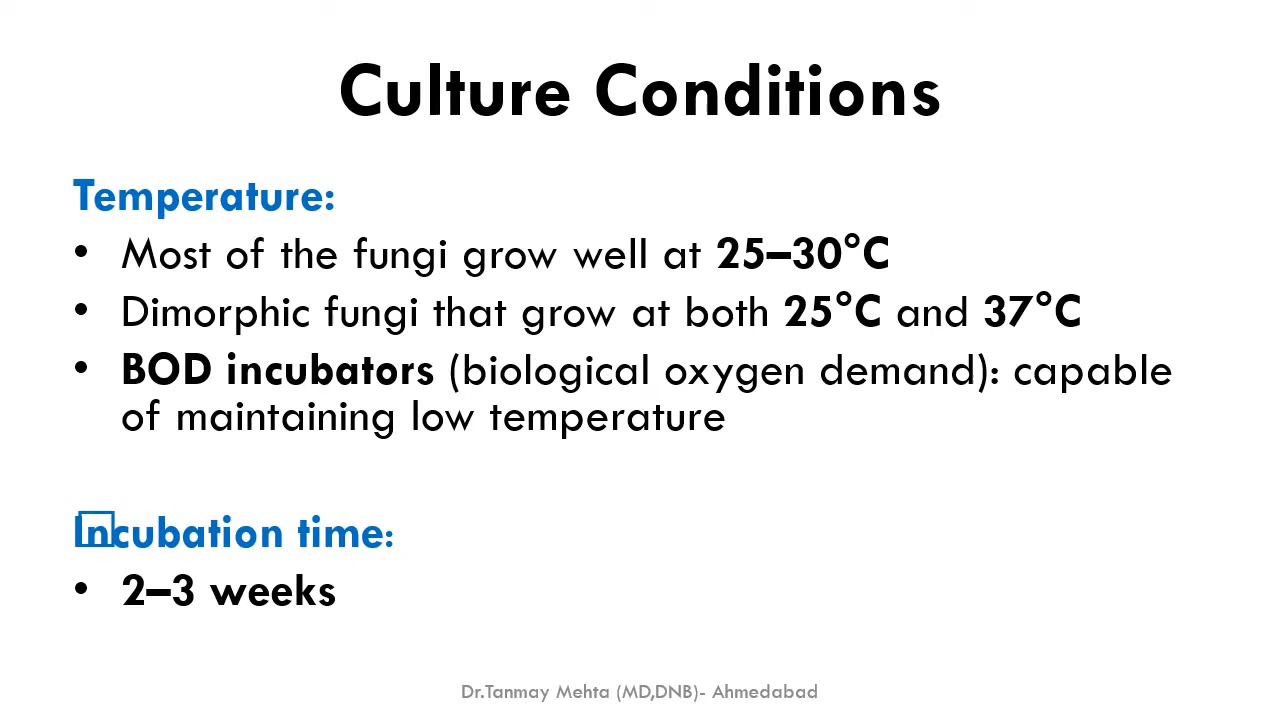 Culture Conditions
Temperature:
• Most of the fungi grow well at 25–30°C
• Dimorphic fungi that grow at both 25°C and 37°C
• BOD incubators (biological oxygen demand): capable
of maintaining low temperature
Incubation time:
• 2–3 weeks
Dr.Tanmay Mehta (MD,DNB)- Ahmedabad